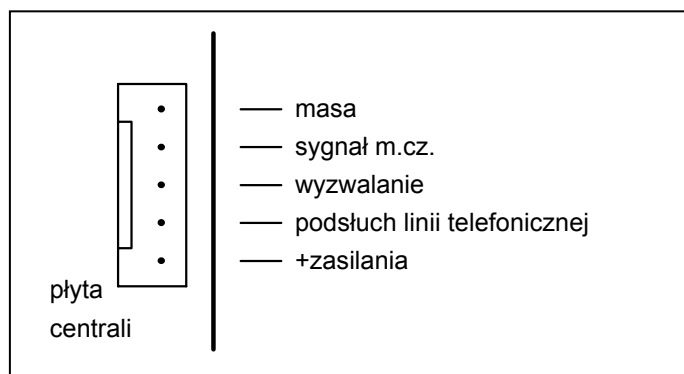 masa
sygnał m.cz.
wyzwalanie
podsłuch linii telefonicznej
+zasilania
płyta
centrali